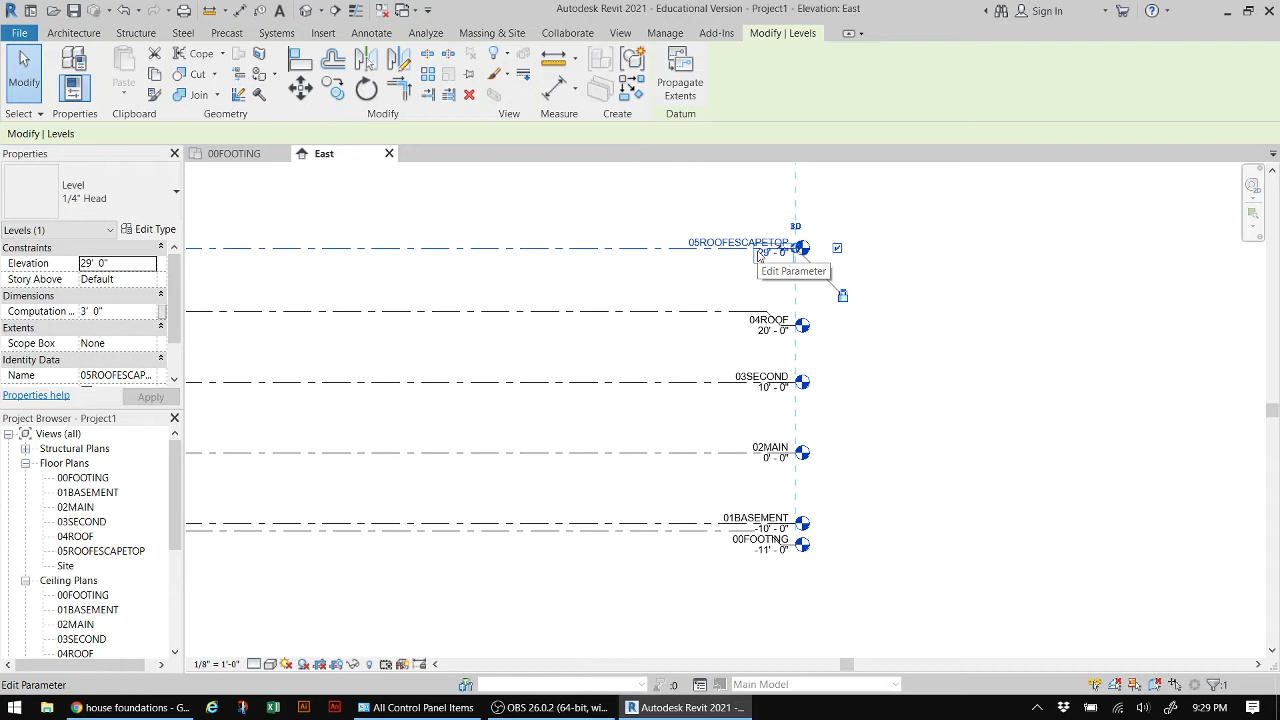 Autodesk Revit 2021 - Educational Version - Project1 - Elevation: East
Sign In
File Architecture Structure Steel Precast Systems Insert Annotate Analyze Massing & Site Collaborate View Manage Add-Ins Modify | Levels
Modify
Paste
Cope
Cut
Join
Propagate
Extents
Select Properties Clipboard Geometry Modify View Measure Create Datum
Modify | Levels
Properties
00FOOTING
East
Level
1/4" Head
Levels (1)
Edit Type
Constraints
Elevation 29' 0"
Story Above Default
Dimensions
Computation ... 3' 0"
Extents
Scope Box None
Identity Data
Name 05ROOFESCAP...
Properties help
Apply
Project Browser - Project1
Views (all)
Structural Plans
Floor Plans
00FOOTING
01BASEMENT
02MAIN
03SECOND
04ROOF
05ROOFESCAPETOP
Site
Ceiling Plans
00FOOTING
01BASEMENT
02MAIN
03SECOND
04ROOF
3D
05ROOFESCAPETOP
29' - 0"
Edit Parameter
04ROOF
20' - 0"
03SECOND
10' - 0"
02MAIN
0' - 0"
01BASEMENT
-10' - 0"
00FOOTING
-11' - 0"
1/8" = 1'-0"
Edit Parameter
:0
Main Model
:1
house foundations - G...
All Control Panel Items
OBS 26.0.2 (64-bit, wi...
Autodesk Revit 2021 - ...
9:29 PM